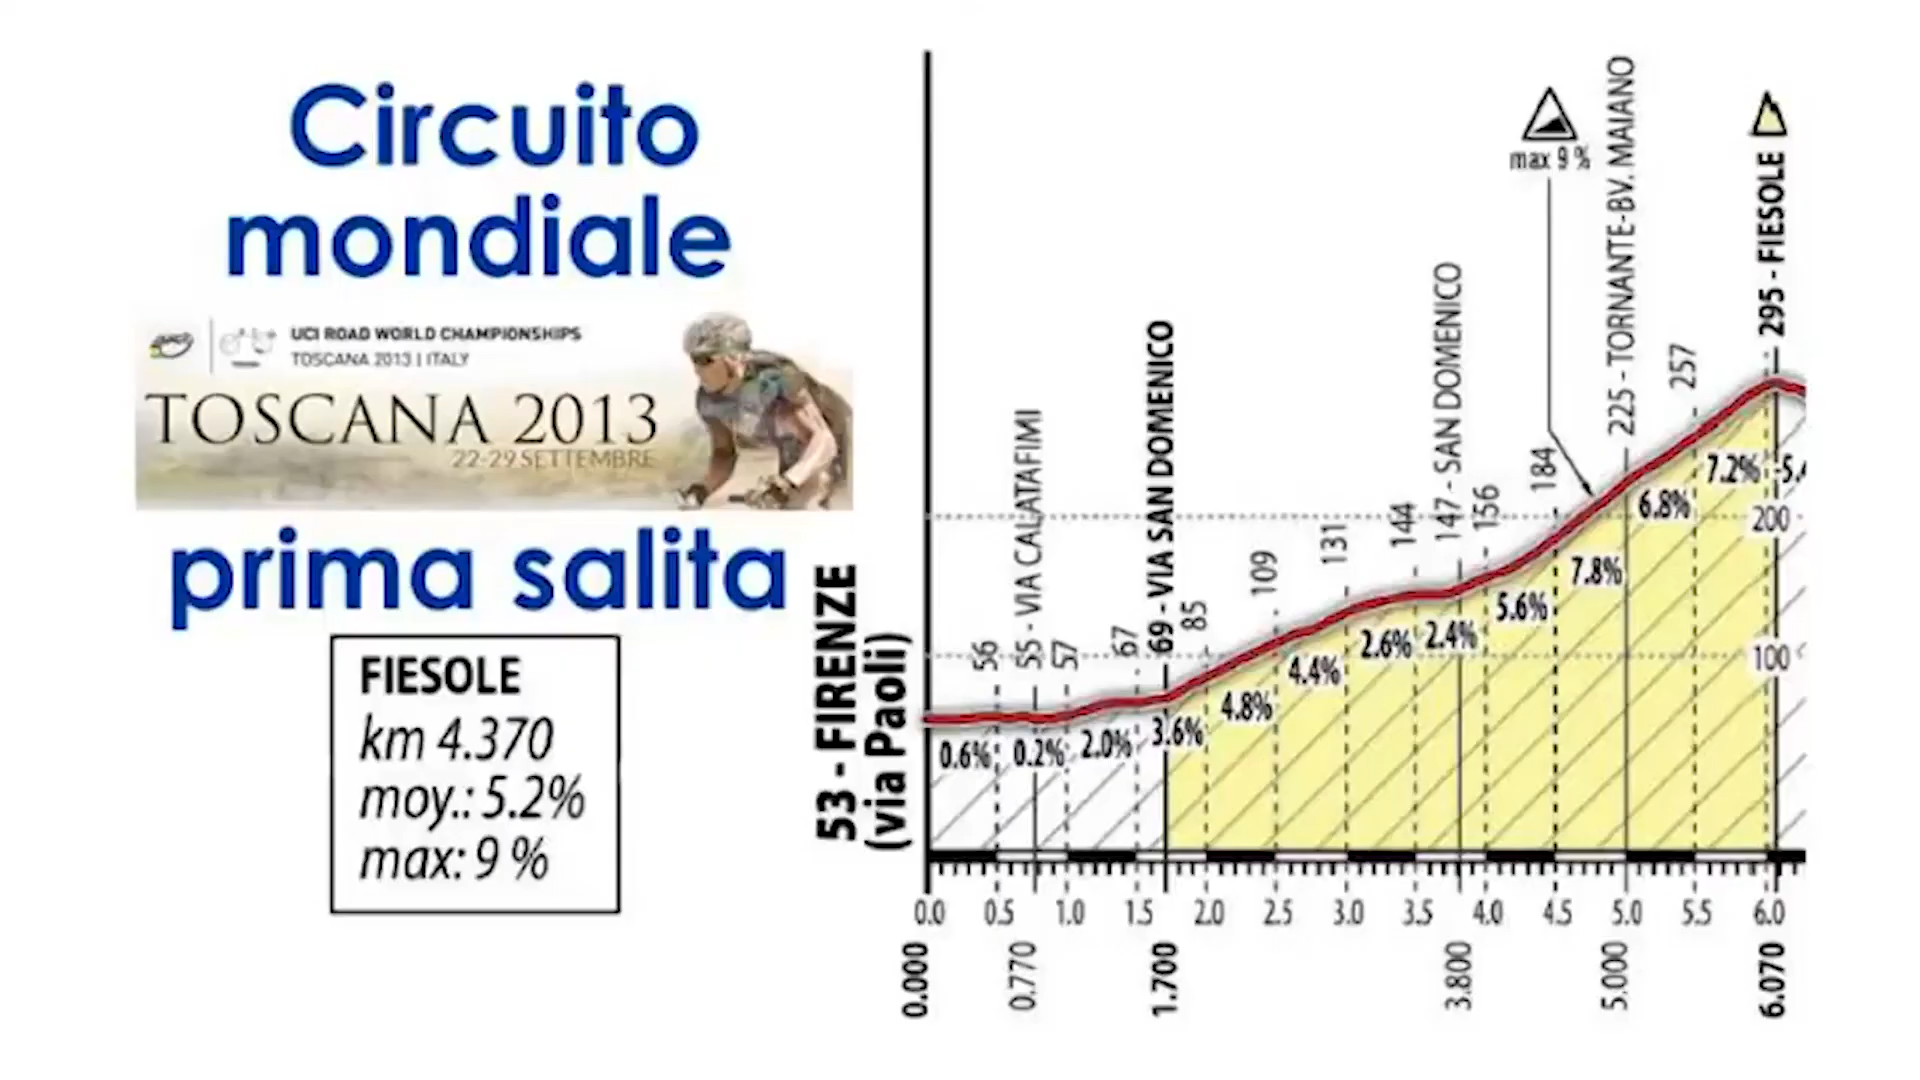 Circuito
mondiale
UCI ROAD WORLD CHAMPIONSHIPS
TOSCANA 2013 | ITALY
TOSCANA 2013
22-29 SETTEMBRE
prima salita
FIESOLE
km 4.370
moy.: 5.2%
max: 9 %
53 - FIRENZE
(via Paoli)
56
55 - VIA CALATAFIMI
57
67
69 - VIA SAN DOMENICO
85
109
131
144
147 - SAN DOMENICO
156
184
max 9 %
225 - TORNANTE-BV. MAIANO
257
295 - FIESOLE
0.6%
0.2%
2.0%
3.6%
4.8%
4.4%
2.6%
2.4%
5.6%
7.8%
6.8%
7.2%
200
100
0.0 0.5 1.0 1.5 2.0 2.5 3.0 3.5 4.0 4.5 5.0 5.5 6.0
0.000
0.770
1.700
3.800
5.000
6.070